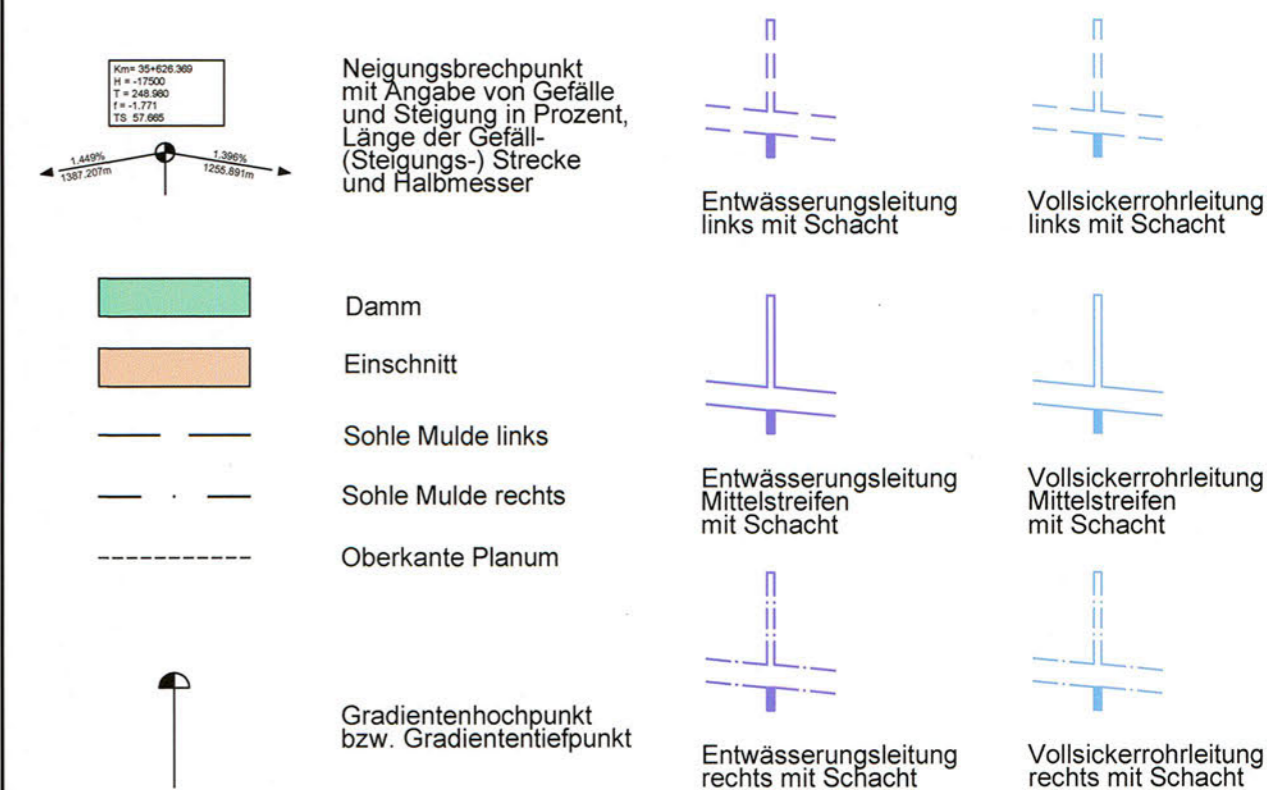 Km= 35+626.369
H = -17500
T = 248.980
f = -1.771
TS 57.665
1.449%
1387.207m
1.396%
1255.891m
Neigungsbrechpunkt
mit Angabe von Gefälle
und Steigung in Prozent,
Länge der Gefäll-
(Steigungs-) Strecke
und Halbmesser
Damm
Einschnitt
Sohle Mulde links
Sohle Mulde rechts
Oberkante Planum
Gradientenhochpunkt
bzw. Gradiententiefpunkt
Entwässerungsleitung
links mit Schacht
Entwässerungsleitung
Mittelstreifen
mit Schacht
Entwässerungsleitung
rechts mit Schacht
Vollsickerrohrleitung
links mit Schacht
Vollsickerrohrleitung
Mittelstreifen
mit Schacht
Vollsickerrohrleitung
rechts mit Schacht